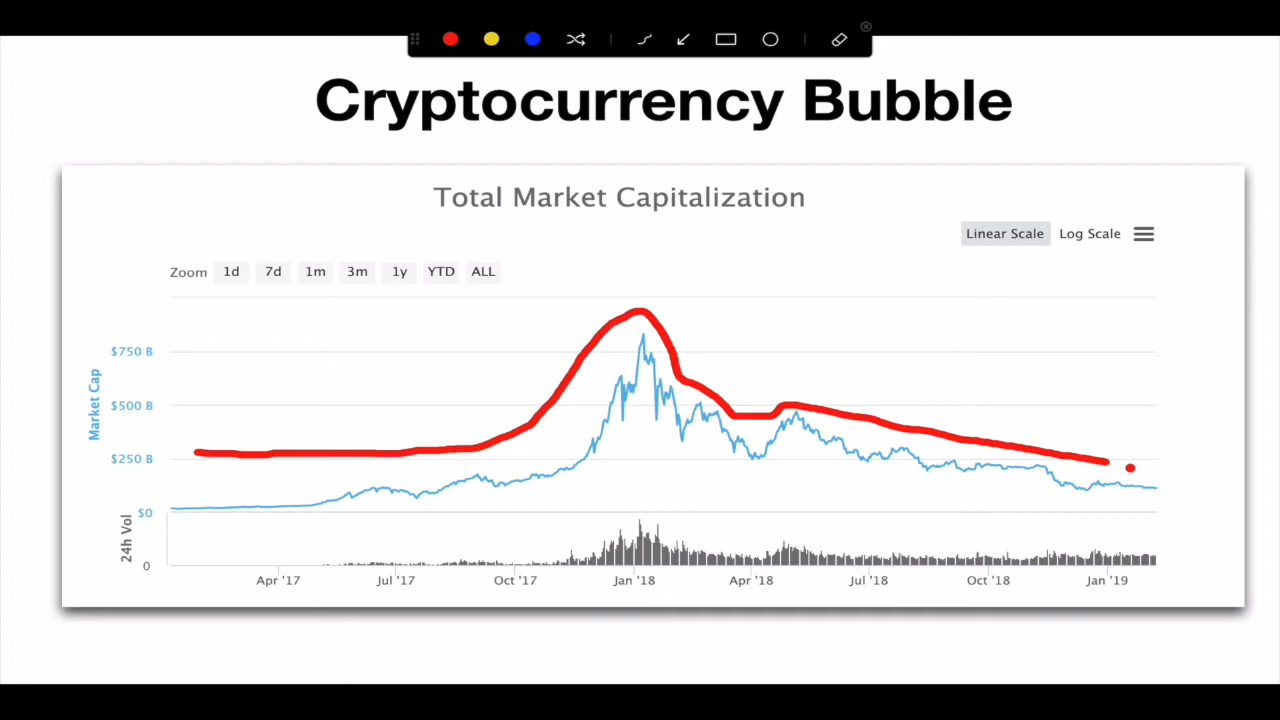 Cryptocurrency Bubble
Total Market Capitalization
Linear Scale Log Scale
Zoom 1d 7d 1m 3m 1y YTD ALL
$750 B
$500 B
$250 B
$0
Market Cap
24h Vol
0
Apr '17 Jul '17 Oct '17 Jan '18 Apr '18 Jul '18 Oct '18 Jan '19